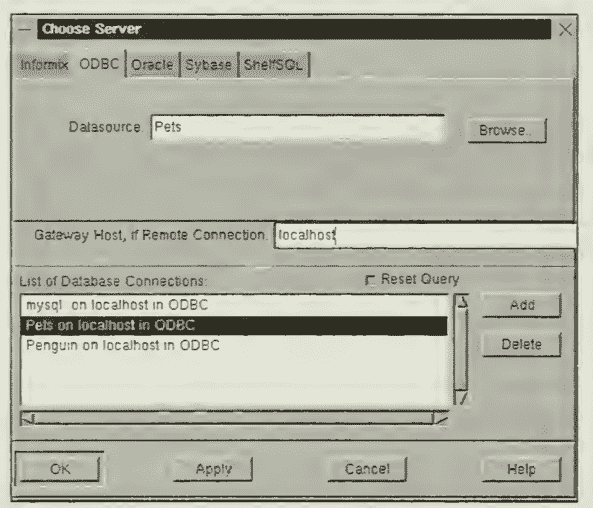 Choose Server
Informix ODBC Oracle Sybase ShelfSQL
Datasource: Pets Browse..
Gateway Host, if Remote Connection: localhost
List of Database Connections: Reset Query
mysql on localhost in ODBC Add
Pets on localhost in ODBC
Penguin on localhost in ODBC Delete
OK Apply Cancel Help